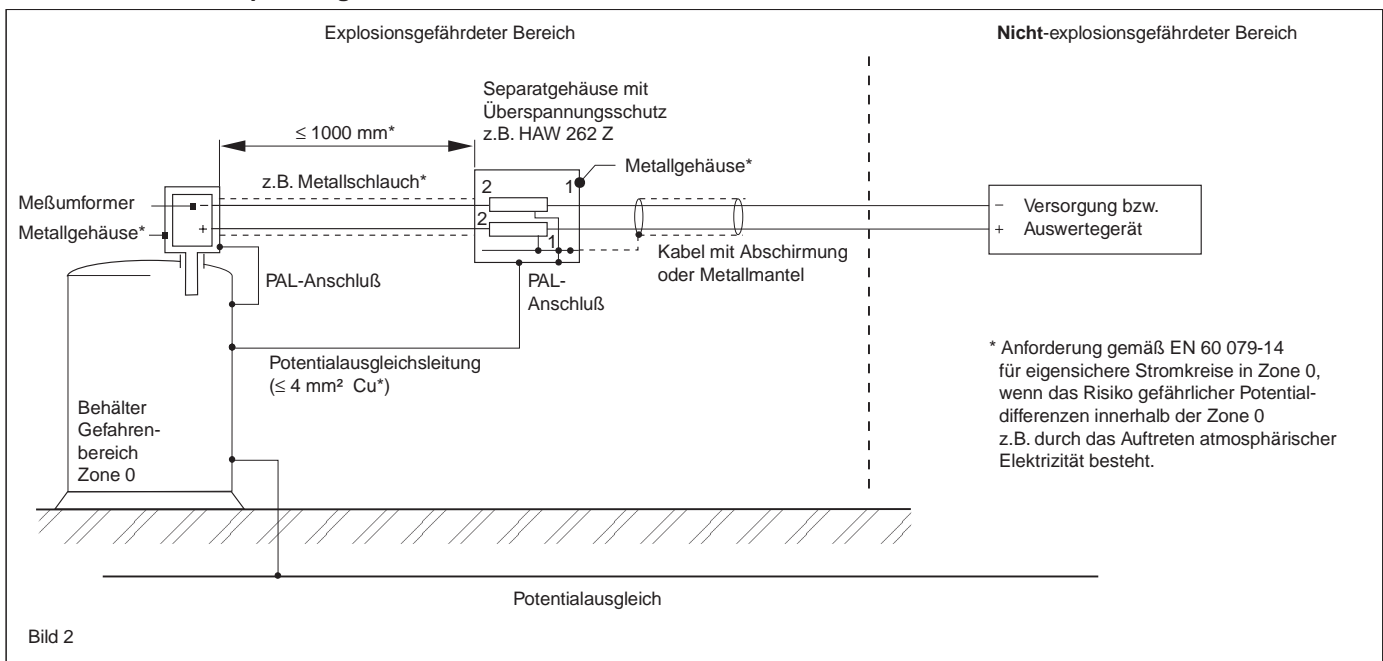 Explosionsgefährdeter Bereich
Nicht-explosionsgefährdeter Bereich
Separatgehäuse mit
Überspannungsschutz
z.B. HAW 262 Z
≤ 1000 mm*
Metallgehäuse*
z.B. Metallschlauch*
2
1
Meßumformer
–
–
Versorgung bzw.
Metallgehäuse*
+
2
1
+
Auswertegerät
Kabel mit Abschirmung
oder Metallmantel
PAL-Anschluß
PAL-
Anschluß
Potentialausgleichsleitung
(≤ 4 mm² Cu*)
* Anforderung gemäß EN 60 079-14
für eigensichere Stromkreise in Zone 0,
wenn das Risiko gefährlicher Potential-
differenzen innerhalb der Zone 0
z.B. durch das Auftreten atmosphärischer
Elektrizität besteht.
Behälter
Gefahren-
bereich
Zone 0
Potentialausgleich
Bild 2